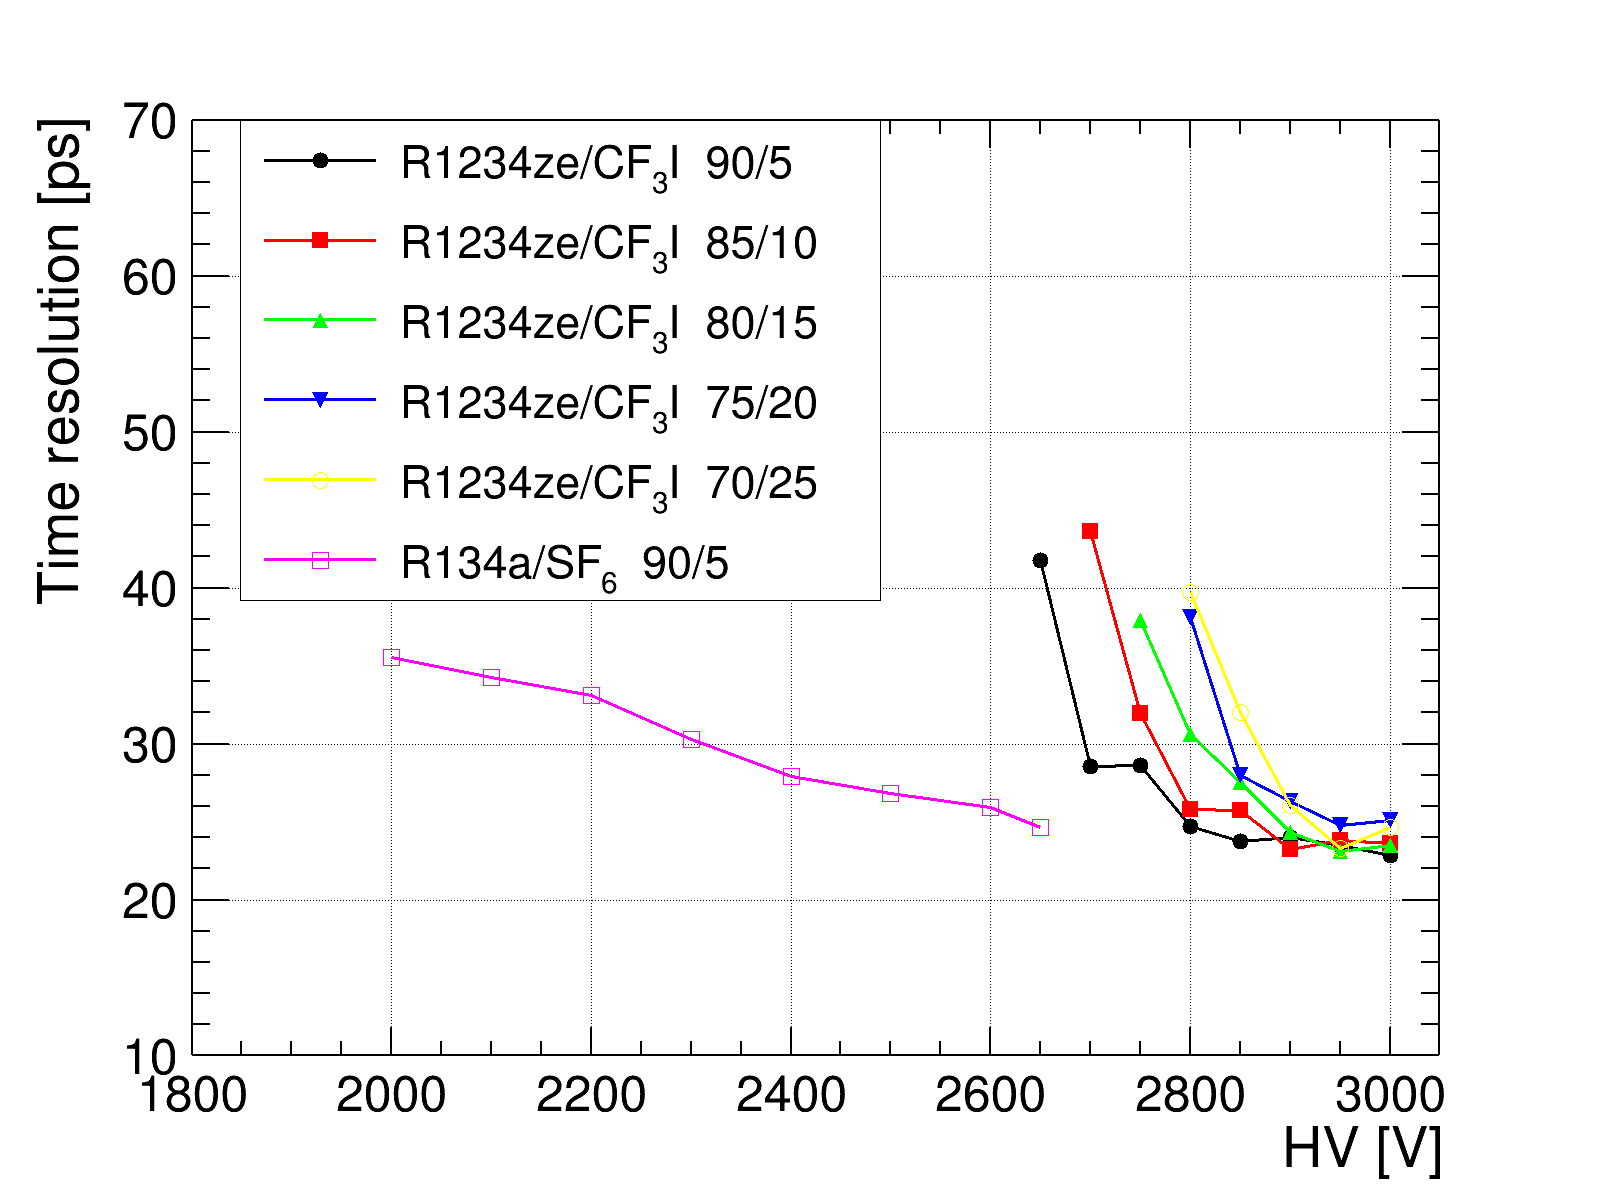 Time resolution [ps]
70
60
50
40
30
20
10
R1234ze/CF₃I 90/5
R1234ze/CF₃I 85/10
R1234ze/CF₃I 80/15
R1234ze/CF₃I 75/20
R1234ze/CF₃I 70/25
R134a/SF₆ 90/5
1800 2000 2200 2400 2600 2800 3000
HV [V]